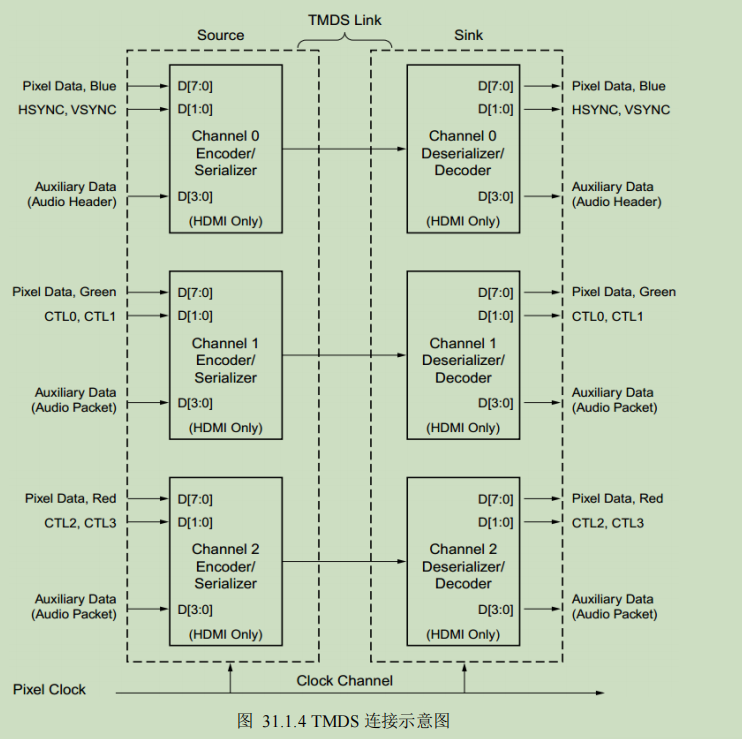 TMDS Link
Source
Sink
Pixel Data, Blue
D[7:0]
D[7:0]
Pixel Data, Blue
HSYNC, VSYNC
D[1:0]
D[1:0]
HSYNC, VSYNC
Channel 0
Encoder/
Serializer
Channel 0
Deserializer/
Decoder
Auxiliary Data
(Audio Header)
D[3:0]
D[3:0]
Auxiliary Data
(Audio Header)
(HDMI Only)
(HDMI Only)
Pixel Data, Green
D[7:0]
D[7:0]
Pixel Data, Green
CTL0, CTL1
D[1:0]
D[1:0]
CTL0, CTL1
Channel 1
Encoder/
Serializer
Channel 1
Deserializer/
Decoder
Auxiliary Data
(Audio Packet)
D[3:0]
D[3:0]
Auxiliary Data
(Audio Packet)
(HDMI Only)
(HDMI Only)
Pixel Data, Red
D[7:0]
D[7:0]
Pixel Data, Red
CTL2, CTL3
D[1:0]
D[1:0]
CTL2, CTL3
Channel 2
Encoder/
Serializer
Channel 2
Deserializer/
Decoder
Auxiliary Data
(Audio Packet)
D[3:0]
D[3:0]
Auxiliary Data
(Audio Packet)
(HDMI Only)
(HDMI Only)
Pixel Clock
Clock Channel
图 31.1.4 TMDS 连接示意图